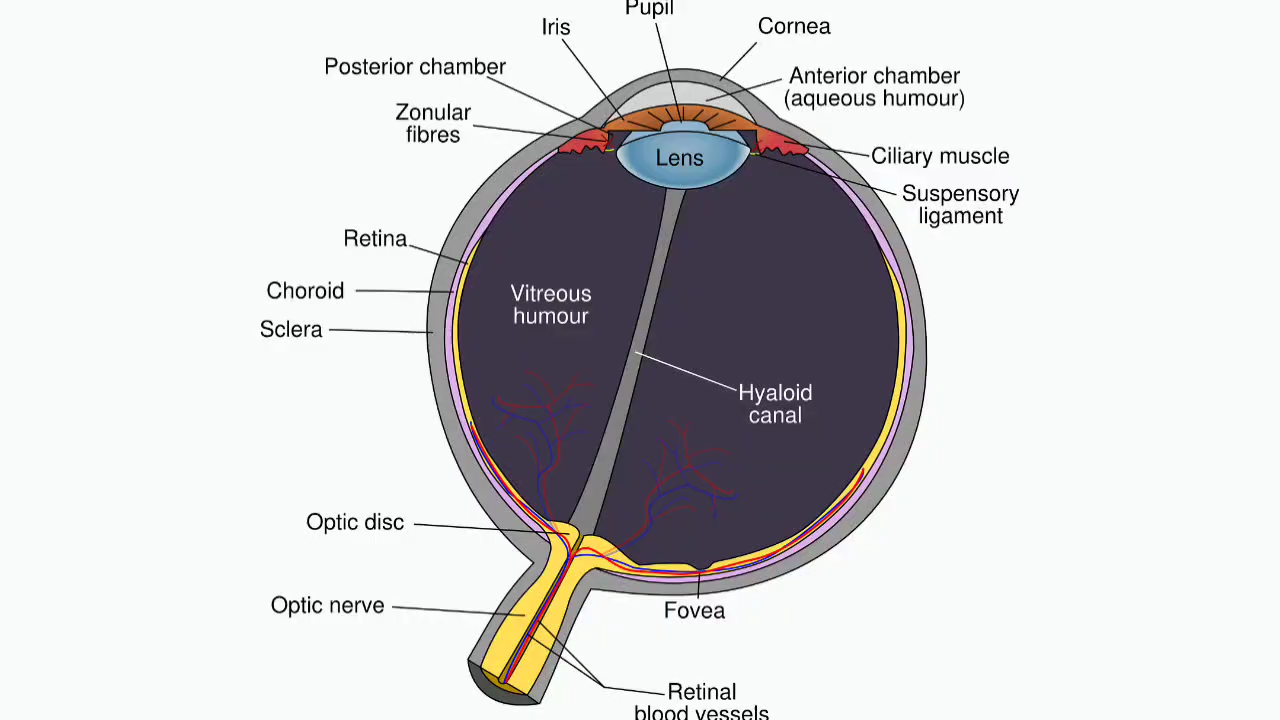 Pupil
Iris
Cornea
Posterior chamber
Anterior chamber
(aqueous humour)
Zonular
fibres
Lens
Ciliary muscle
Suspensory
ligament
Retina
Choroid
Vitreous
humour
Sclera
Hyaloid
canal
Optic disc
Optic nerve
Fovea
Retinal
blood vessels